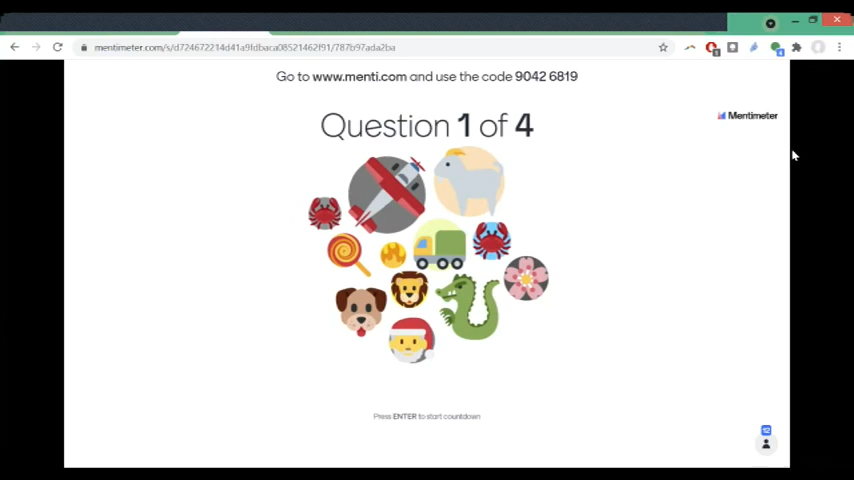 mentimeter.com/s/d724672214d41a9fdbaca08521462f91/787b97ada2ba
Go to www.menti.com and use the code 9042 6819
Mentimeter
Question 1 of 4
Press ENTER to start countdown
12